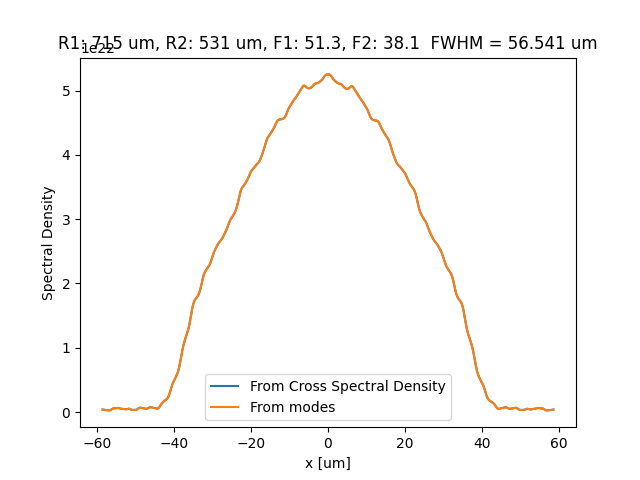 R1: 715 um, R2: 531 um, F1: 51.3, F2: 38.1  FWHM = 56.541 um
1e22
5
4
3
2
1
0
Spectral Density
From Cross Spectral Density
From modes
−60 −40 −20 0 20 40 60
x [um]